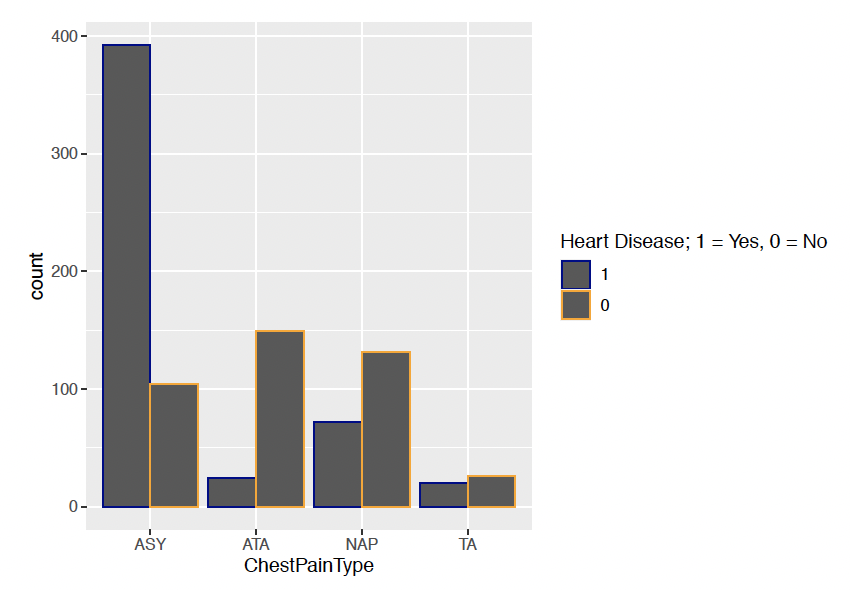 400
300
200
100
0
count
ASY ATA NAP TA
ChestPainType
Heart Disease; 1 = Yes, 0 = No
1
0